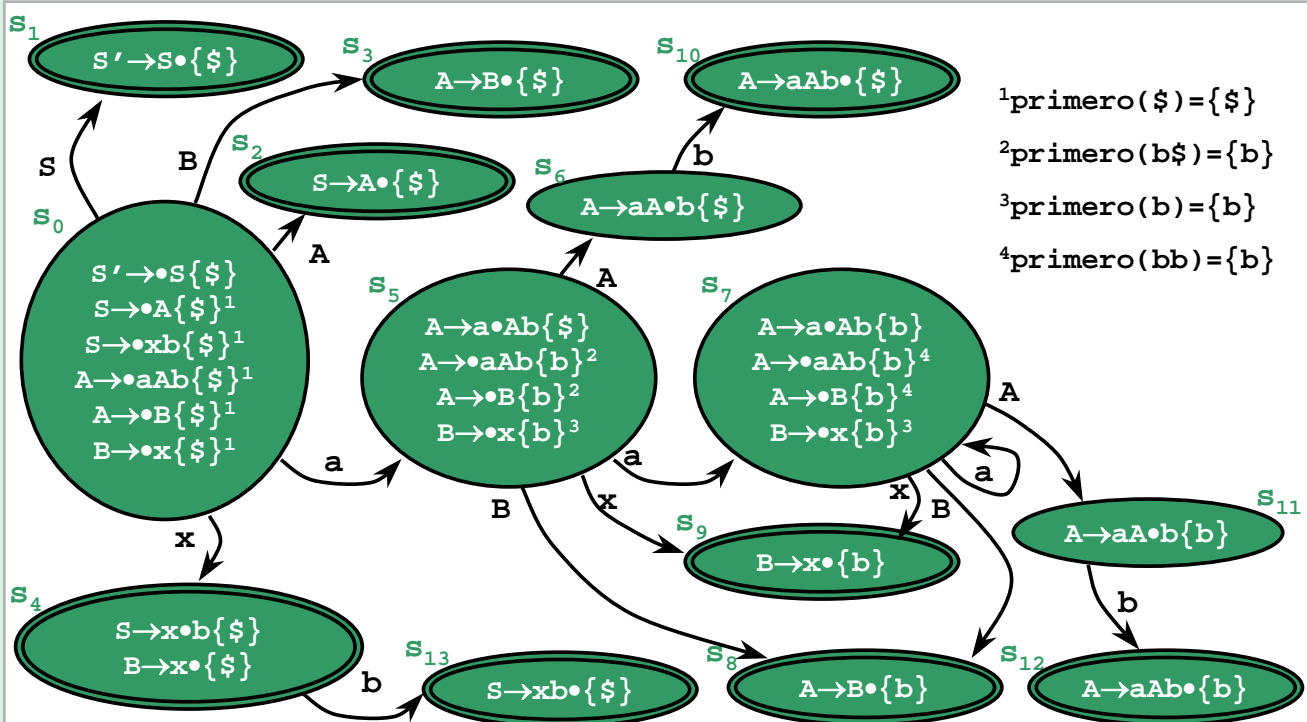 s₁
S'→S•{$}
S
s₃
A→B•{$}
B
s₂
S→A•{$}
A
s₁₀
A→aAb•{$}
b
s₆
A→aA•b{$}
A
¹primero($)={$}
²primero(b$)={b}
³primero(b)={b}
⁴primero(bb)={b}
s₀
S'→•S{$}
S→•A{$}¹
S→•xb{$}¹
A→•aAb{$}¹
A→•B{$}¹
B→•x{$}¹
a
x
s₅
A→a•Ab{$}
A→•aAb{b}²
A→•B{b}²
B→•x{b}³
a
x
B
s₇
A→a•Ab{b}
A→•aAb{b}⁴
A→•B{b}⁴
B→•x{b}³
A
a
x
B
s₉
B→x•{b}
s₁₁
A→aA•b{b}
b
s₄
S→x•b{$}
B→x•{$}
b
s₁₃
S→xb•{$}
s₈
A→B•{b}
s₁₂
A→aAb•{b}